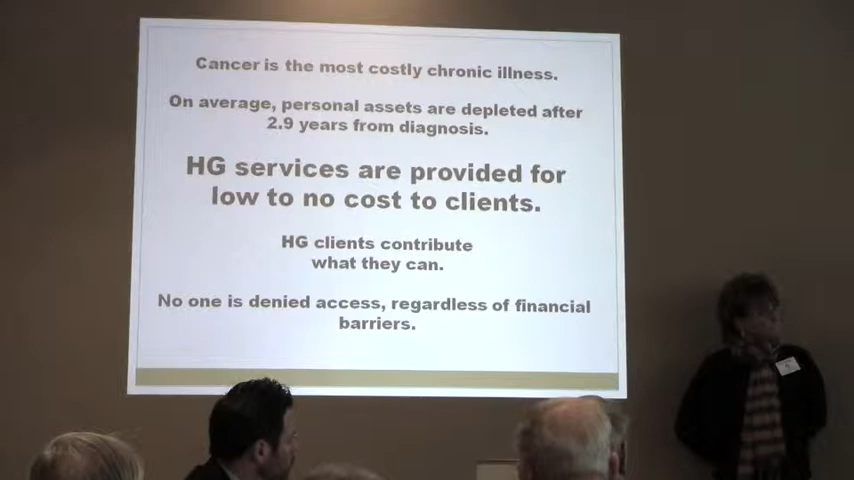 Cancer is the most costly chronic illness.
On average, personal assets are depleted after
2.9 years from diagnosis.
HG services are provided for
low to no cost to clients.
HG clients contribute
what they can.
No one is denied access, regardless of financial
barriers.